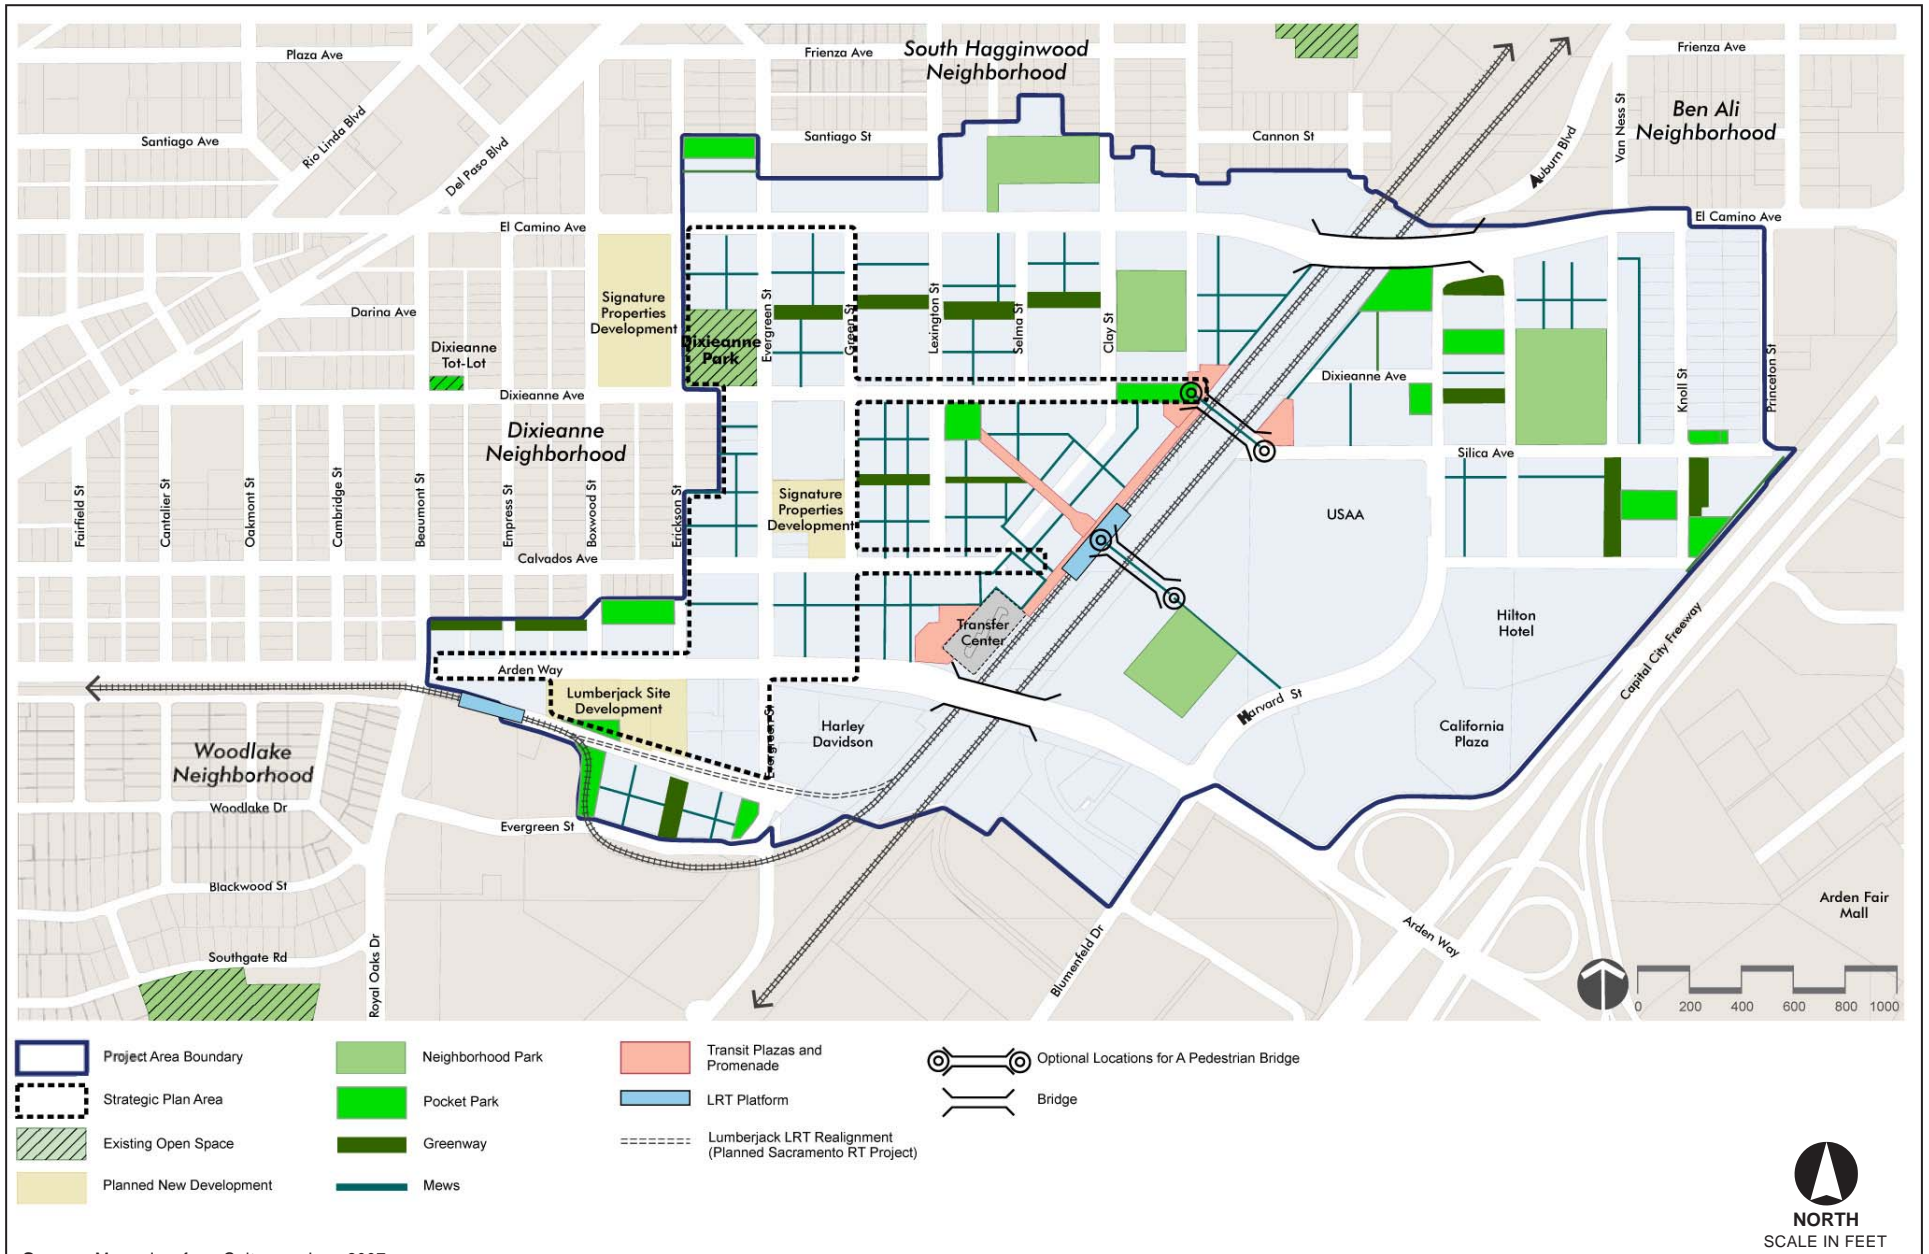 Plaza Ave
Frienza Ave
South Hagginwood
Neighborhood
Frienza Ave
Santiago Ave
Rio Linda Blvd
Del Paso Blvd
Santiago St
Cannon St
Auburn Blvd
Van Ness St
Ben Ali
Neighborhood
El Camino Ave
El Camino Ave
Signature
Properties
Development
Darina Ave
Dixieanne
Tot-Lot
Dixieanne
Park
Evergreen St
Green St
Lexington St
Selma St
Clay St
Dixieanne Ave
Dixieanne Ave
Knoll St
Princeton St
Dixieanne
Neighborhood
Silica Ave
Fairfield St
Cantalier St
Oakmont St
Cambridge St
Beaumont St
Empress St
Boxwood St
Erickson St
Signature
Properties
Development
USAA
Calvados Ave
Transfer
Center
Hilton
Hotel
Capital City Freeway
Arden Way
Lumberjack Site
Development
Evergreen St
Harley
Davidson
Harvard St
California
Plaza
Woodlake
Neighborhood
Woodlake Dr
Evergreen St
Blackwood St
Southgate Rd
Royal Oaks Dr
Blumenfeld Dr
Arden Way
Arden Fair
Mall
0 200 400 600 800 1000
Project Area Boundary
Strategic Plan Area
Existing Open Space
Planned New Development
Neighborhood Park
Pocket Park
Greenway
Mews
Transit Plazas and
Promenade
LRT Platform
Lumberjack LRT Realignment
(Planned Sacramento RT Project)
Optional Locations for A Pedestrian Bridge
Bridge
NORTH
SCALE IN FEET